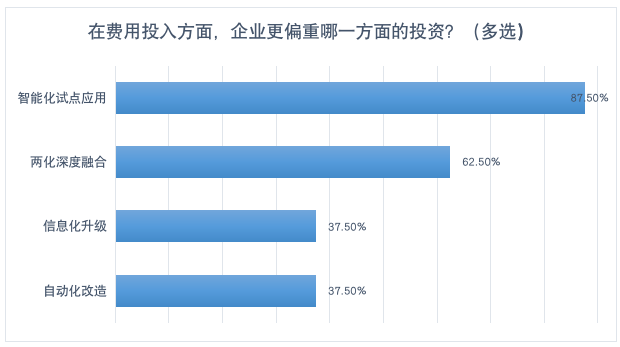 在费用投入方面，企业更偏重哪一方面的投资？（多选)
智能化试点应用 87.50%
两化深度融合 62.50%
信息化升级 37.50%
自动化改造 37.50%